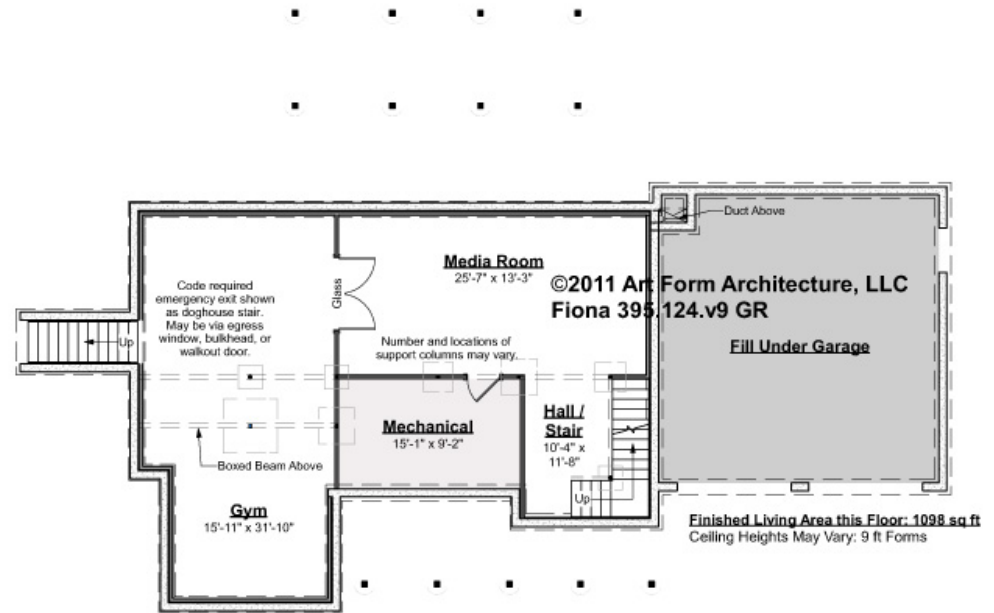 Duct Above
Media Room
25'-7" x 13'-3"
©2011 Art Form Architecture, LLC
Fiona 395.124.v9 GR
Code required
emergency exit shown
as doghouse stair.
May be via egress
window, bulkhead, or
walkout door.
Glass
Up
Number and locations of
support columns may vary.
Fill Under Garage
Mechanical
15'-1" x 9'-2"
Hall /
Stair
10'-4" x
11'-8"
Boxed Beam Above
Up
Gym
15'-11" x 31'-10"
Finished Living Area this Floor: 1098 sq ft
Ceiling Heights May Vary: 9 ft Forms